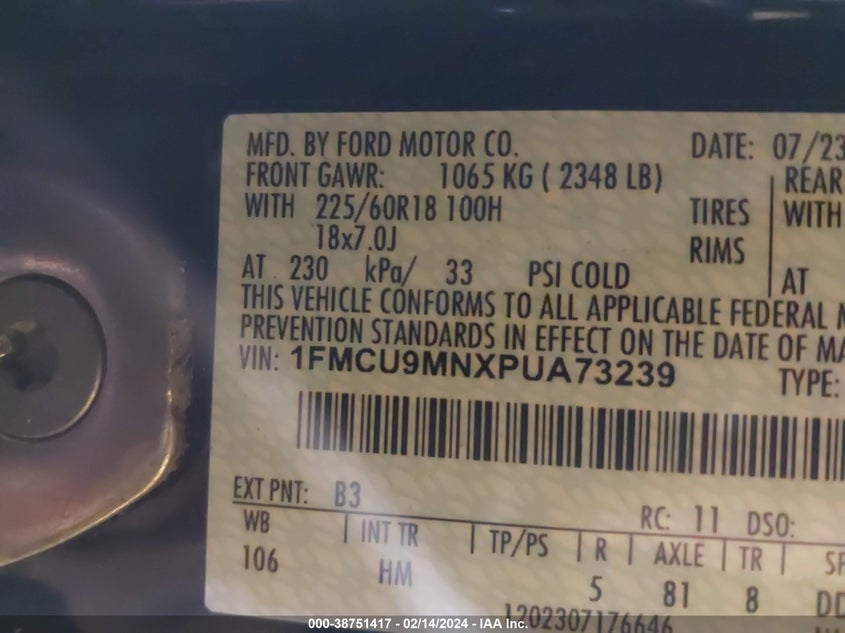 MFD. BY FORD MOTOR CO. DATE: 07/23
FRONT GAWR: 1065 KG ( 2348 LB) REAR
WITH 225/60R18 100H TIRES WITH
18x7.0J RIMS
AT 230 kPa/ 33 PSI COLD AT
THIS VEHICLE CONFORMS TO ALL APPLICABLE FEDERAL
PREVENTION STANDARDS IN EFFECT ON THE DATE OF
VIN: 1FMCU9MNXPUA73239 TYPE:
EXT PNT: B3 RC: 11 DSO:
WB INT TR TP/PS R AXLE TR
106 HM 5 81 8 DD
1202307176646
000-38751417 - 02/14/2024 - IAA Inc.